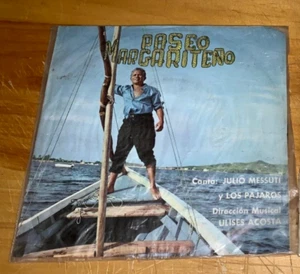 PASEO
MARGARITEÑO
Canta: JULIO MESSUTI
y LOS PAJAROS
Dirección Musical
ULISES ACOSTA